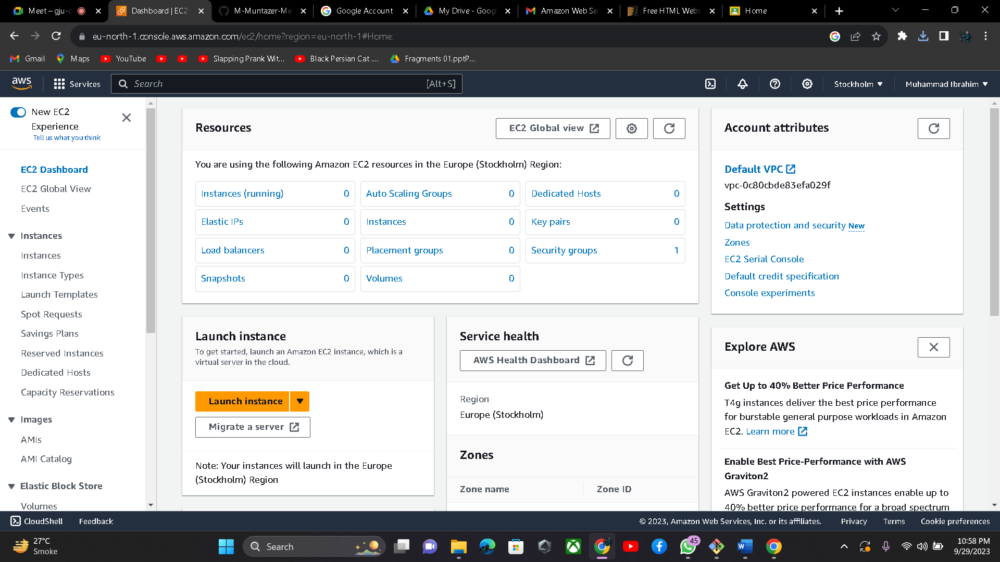 Meet – gju-o
Dashboard | EC2
M-Muntazer-Me
Google Account
My Drive - Goog
Amazon Web Se
Free HTML Webs
Home
eu-north-1.console.aws.amazon.com/ec2/home?region=eu-north-1#Home:
Gmail
Maps
YouTube
Slapping Prank Wit...
Black Persian Cat ....
Fragments 01.pptP...
aws
Services
Search
[Alt+S]
Stockholm
Muhammad Ibrahim
New EC2
Experience
Tell us what you think
EC2 Dashboard
EC2 Global View
Events
Instances
Instances
Instance Types
Launch Templates
Spot Requests
Savings Plans
Reserved Instances
Dedicated Hosts
Capacity Reservations
Images
AMIs
AMI Catalog
Elastic Block Store
Volumes
Resources
EC2 Global view
You are using the following Amazon EC2 resources in the Europe (Stockholm) Region:
Instances (running) 0
Auto Scaling Groups 0
Dedicated Hosts 0
Elastic IPs 0
Instances 0
Key pairs 0
Load balancers 0
Placement groups 0
Security groups 1
Snapshots 0
Volumes 0
Launch instance
To get started, launch an Amazon EC2 instance, which is a
virtual server in the cloud.
Launch instance
Migrate a server
Note: Your instances will launch in the Europe
(Stockholm) Region
Service health
AWS Health Dashboard
Region
Europe (Stockholm)
Zones
Zone name
Zone ID
Account attributes
Default VPC
vpc-0c80cbde83efa029f
Settings
Data protection and security New
Zones
EC2 Serial Console
Default credit specification
Console experiments
Explore AWS
Get Up to 40% Better Price Performance
T4g instances deliver the best price performance
for burstable general purpose workloads in Amazon
EC2. Learn more
Enable Best Price-Performance with AWS
Graviton2
AWS Graviton2 powered EC2 instances enable up to
40% better price performance for a broad spectrum
CloudShell
Feedback
© 2023, Amazon Web Services, Inc. or its affiliates.
Privacy
Terms
Cookie preferences
27°C
Smoke
Search
45
10:58 PM
9/29/2023